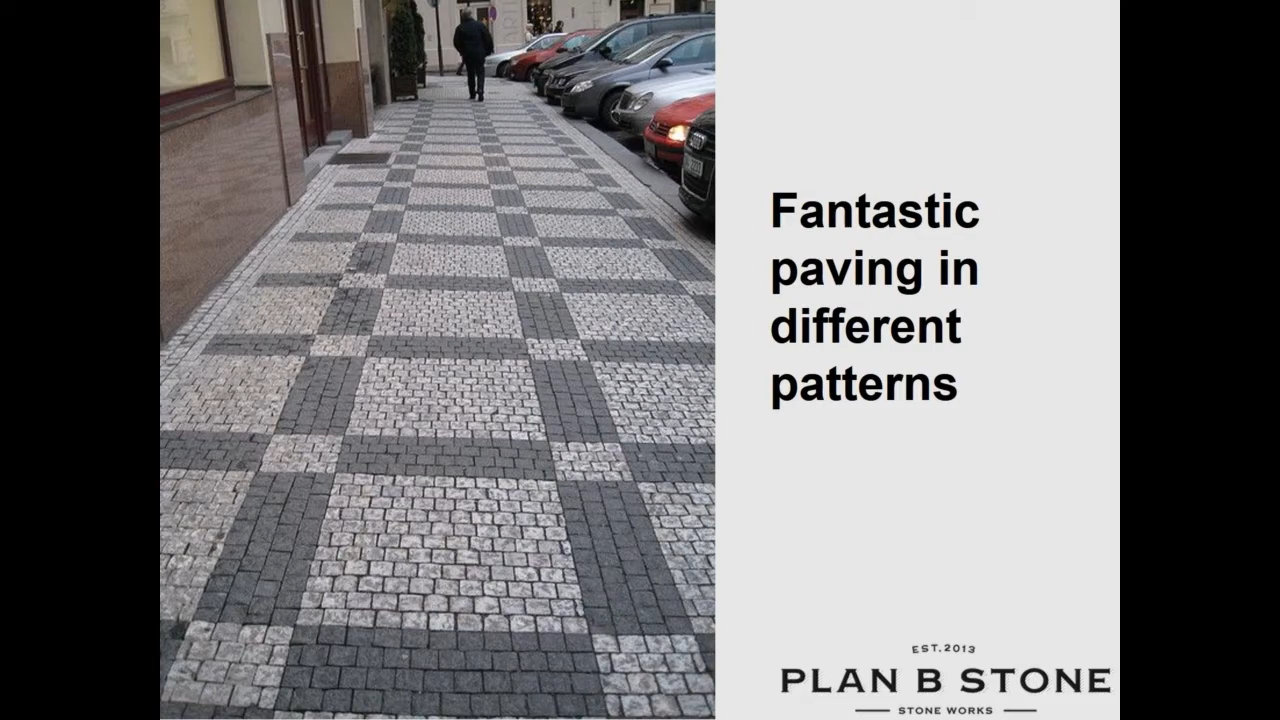 Fantastic
paving in
different
patterns
EST.2013
PLAN B STONE
STONE WORKS